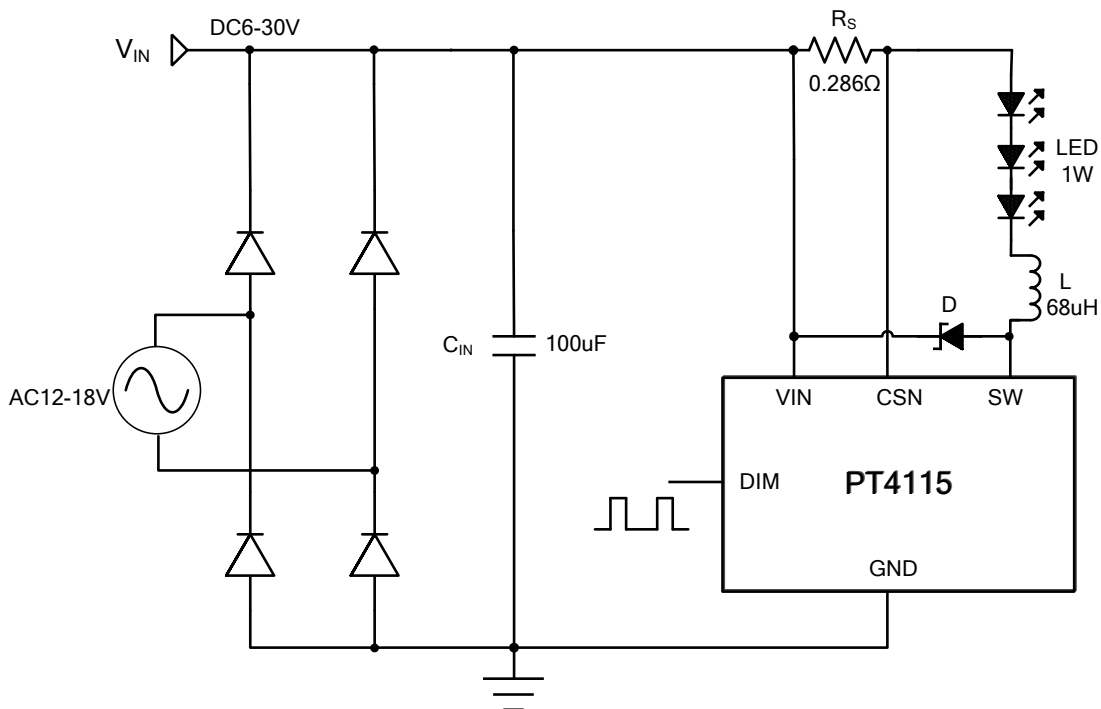 DC6-30V
VIN
RS
0.286Ω
LED
1W
L
68uH
D
CIN
100uF
AC12-18V
VIN
CSN
SW
DIM
PT4115
GND